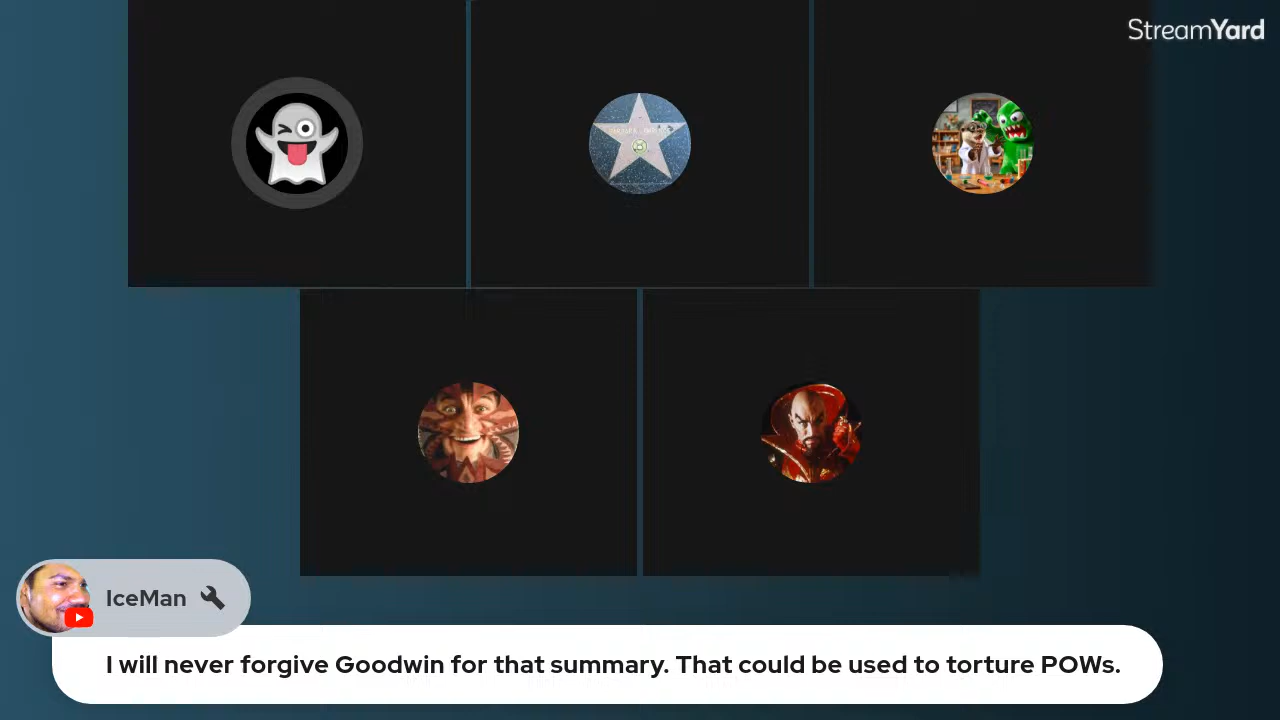 StreamYard
IceMan
I will never forgive Goodwin for that summary. That could be used to torture POWs.